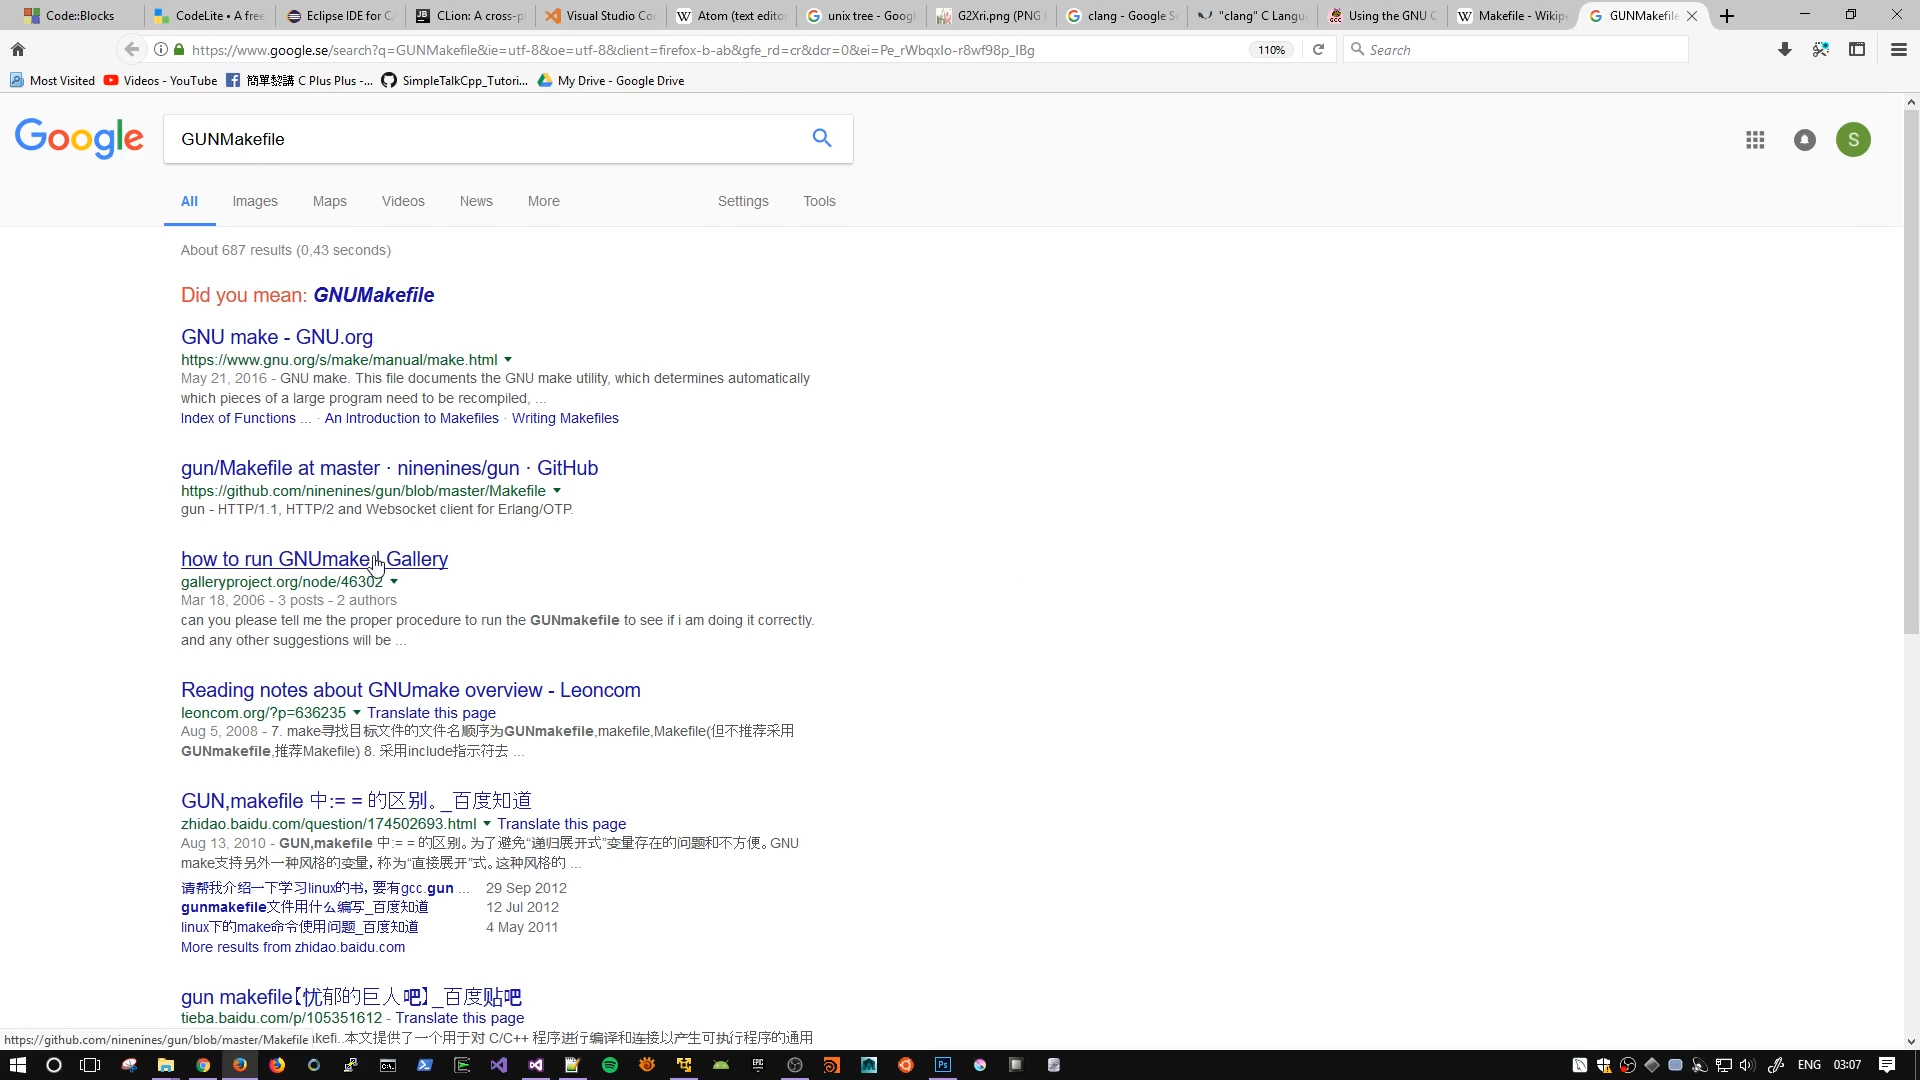 Code::Blocks
CodeLite • A free
Eclipse IDE for C/
CLion: A cross-pl
Visual Studio Co
Atom (text editor
unix tree - Googl
G2Xri.png (PNG
clang - Google Se
"clang" C Langu
Using the GNU C
Makefile - Wikip
GUNMakefile
https://www.google.se/search?q=GUNMakefile&ie=utf-8&oe=utf-8&client=firefox-b-ab&gfe_rd=cr&dcr=0&ei=Pe_rWbqxIo-r8wf98p_IBg
110%
Search
Most Visited
Videos - YouTube
簡單黎講 C Plus Plus -...
SimpleTalkCpp_Tutori...
My Drive - Google Drive
Google
GUNMakefile
S
All
Images
Maps
Videos
News
More
Settings
Tools
About 687 results (0,43 seconds)
Did you mean: GNUMakefile
GNU make - GNU.org
https://www.gnu.org/s/make/manual/make.html
May 21, 2016 - GNU make. This file documents the GNU make utility, which determines automatically
which pieces of a large program need to be recompiled, ...
Index of Functions ... · An Introduction to Makefiles · Writing Makefiles
gun/Makefile at master · ninenines/gun · GitHub
https://github.com/ninenines/gun/blob/master/Makefile
gun - HTTP/1.1, HTTP/2 and Websocket client for Erlang/OTP.
how to run GNUmake | Gallery
galleryproject.org/node/46302
Mar 18, 2006 - 3 posts - 2 authors
can you please tell me the proper procedure to run the GUNmakefile to see if i am doing it correctly.
and any other suggestions will be ...
Reading notes about GNUmake overview - Leoncom
leoncom.org/?p=636235 Translate this page
Aug 5, 2008 - 7. make寻找目标文件的文件名顺序为GUNmakefile,makefile,Makefile(但不推荐采用
GUNmakefile,推荐Makefile) 8. 采用include指示符去 ...
GUN,makefile 中:= = 的区别。_百度知道
zhidao.baidu.com/question/174502693.html Translate this page
Aug 13, 2010 - GUN,makefile 中:= = 的区别。为了避免“递归展开式”变量存在的问题和不方便。GNU
make支持另外一种风格的变量，称为“直接展开”式。这种风格的 ...
请帮我介绍一下学习linux的书，要有gcc.gun ... 29 Sep 2012
gunmakefile文件用什么编写_百度知道 12 Jul 2012
linux下的make命令使用问题_百度知道 4 May 2011
More results from zhidao.baidu.com
gun makefile【忧郁的巨人吧】_百度贴吧
tieba.baidu.com/p/105351612 - Translate this page
https://github.com/ninenines/gun/blob/master/Makefile
akefi..本文提供了一个用于对 C/C++ 程序进行编译和连接以产生可执行程序的通用
ENG
03:07